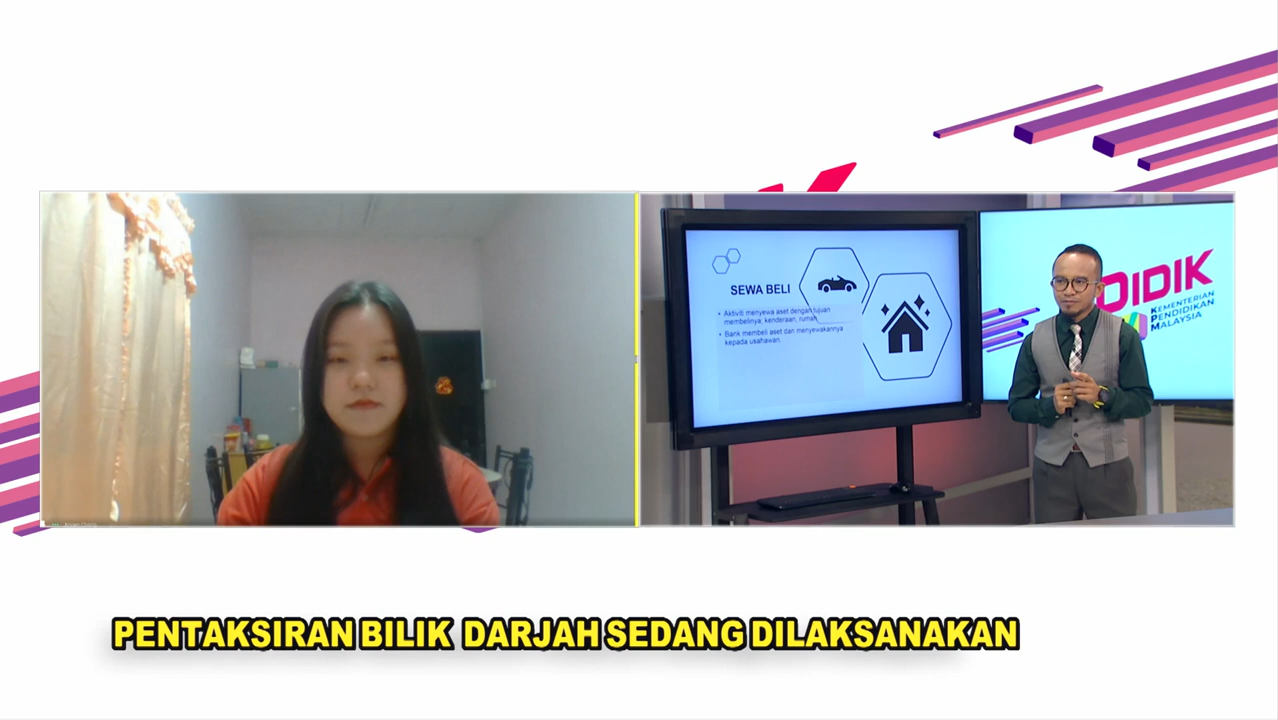 SEWA BELI
• Aktiviti menyewa aset dengan tujuan
membelinya; kenderaan, rumah.
• Bank membeli aset dan menyewakannya
kepada usahawan.
DIDIK
KEMENTERIAN
PENDIDIKAN
MALAYSIA
PENTAKSIRAN BILIK DARJAH SEDANG DILAKSANAKAN